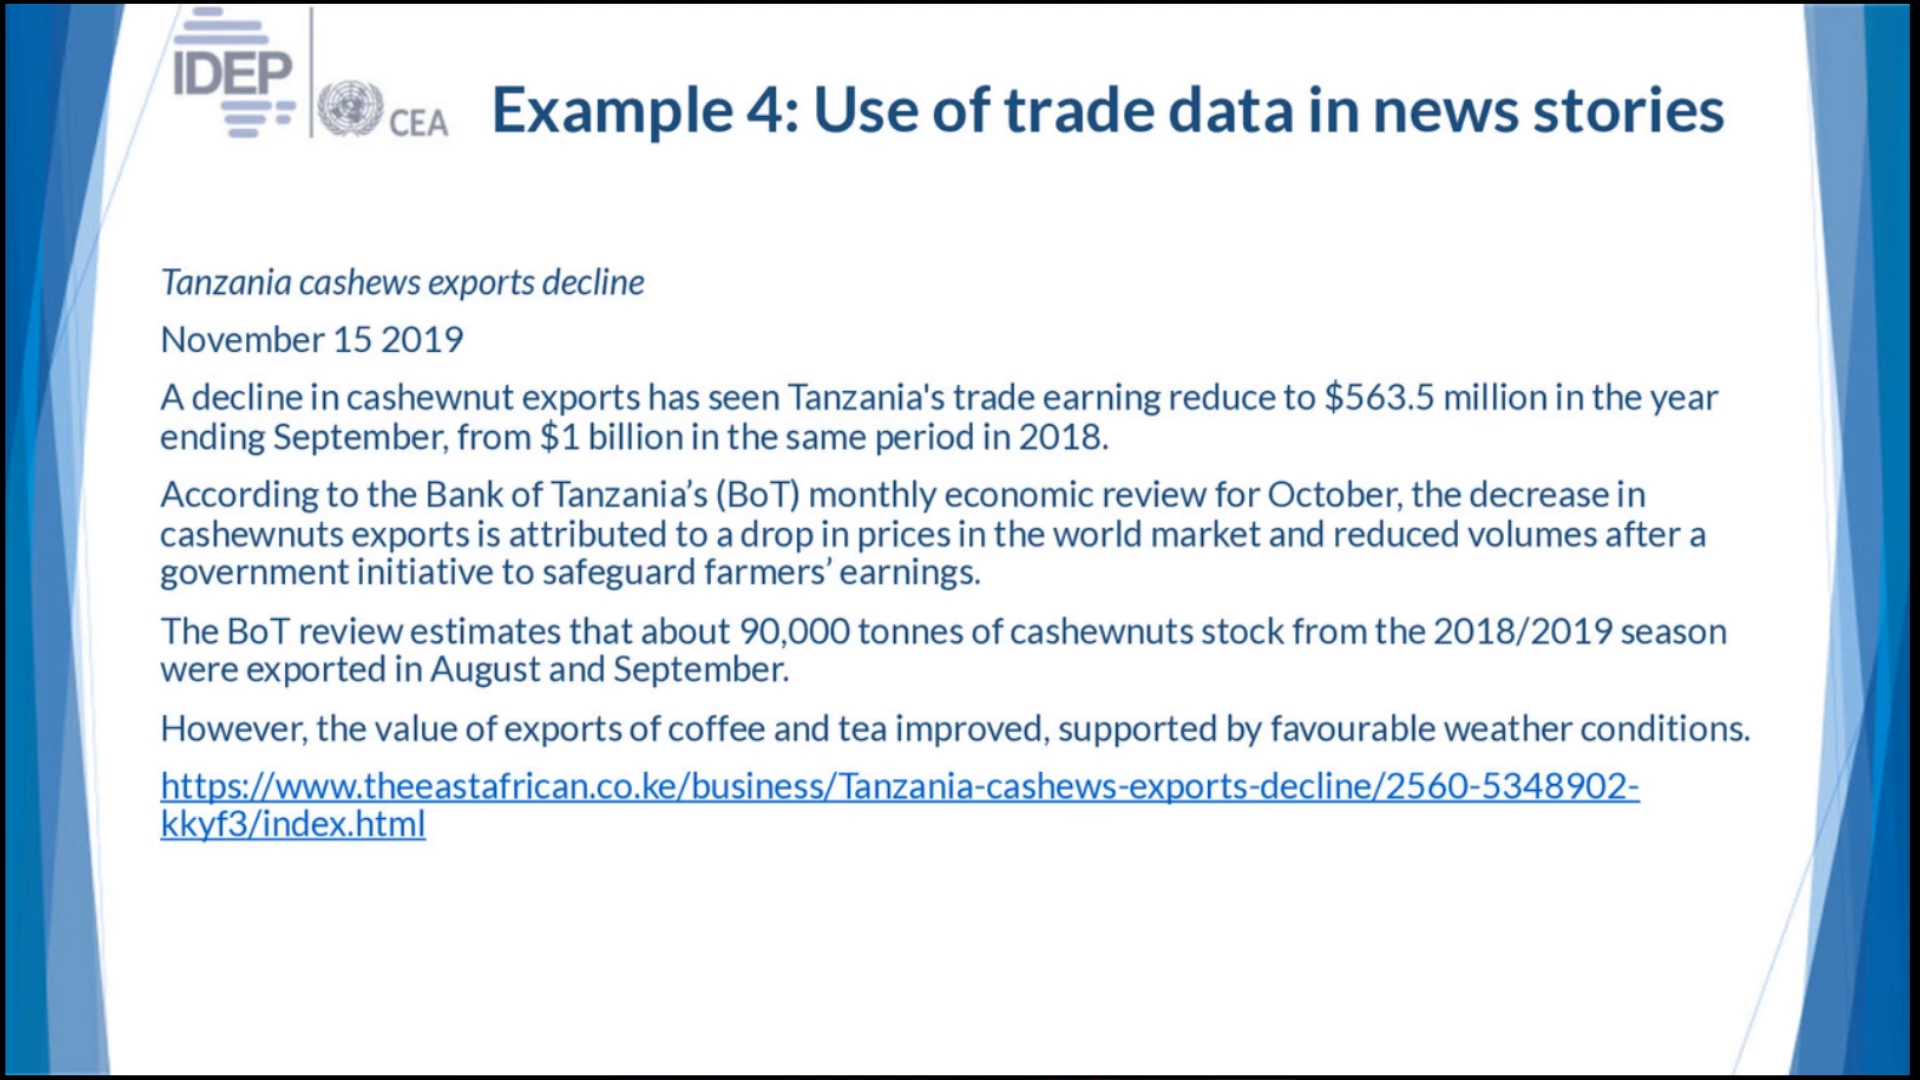 IDEP
CEA
Example 4: Use of trade data in news stories
Tanzania cashews exports decline
November 15 2019
A decline in cashewnut exports has seen Tanzania's trade earning reduce to $563.5 million in the year
ending September, from $1 billion in the same period in 2018.
According to the Bank of Tanzania’s (BoT) monthly economic review for October, the decrease in
cashewnuts exports is attributed to a drop in prices in the world market and reduced volumes after a
government initiative to safeguard farmers’ earnings.
The BoT review estimates that about 90,000 tonnes of cashewnuts stock from the 2018/2019 season
were exported in August and September.
However, the value of exports of coffee and tea improved, supported by favourable weather conditions.
https://www.theeastafrican.co.ke/business/Tanzania-cashews-exports-decline/2560-5348902-
kkyf3/index.html